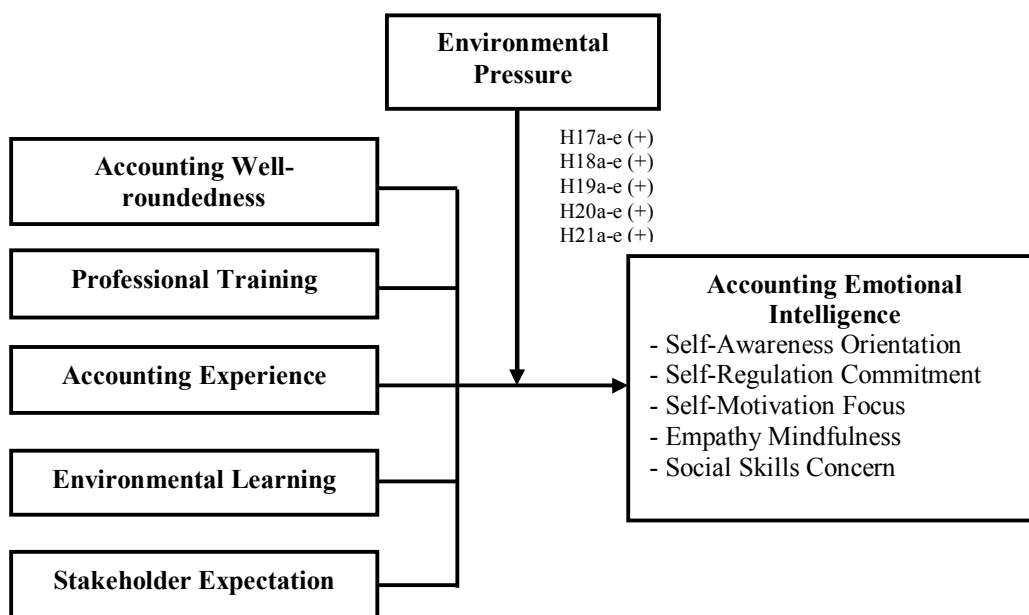 Environmental
Pressure
H17a-e (+)
H18a-e (+)
H19a-e (+)
H20a-e (+)
H21a-e (+)
Accounting Well-
roundedness
Professional Training
Accounting Experience
Environmental Learning
Stakeholder Expectation
Accounting Emotional
Intelligence
- Self-Awareness Orientation
- Self-Regulation Commitment
- Self-Motivation Focus
- Empathy Mindfulness
- Social Skills Concern